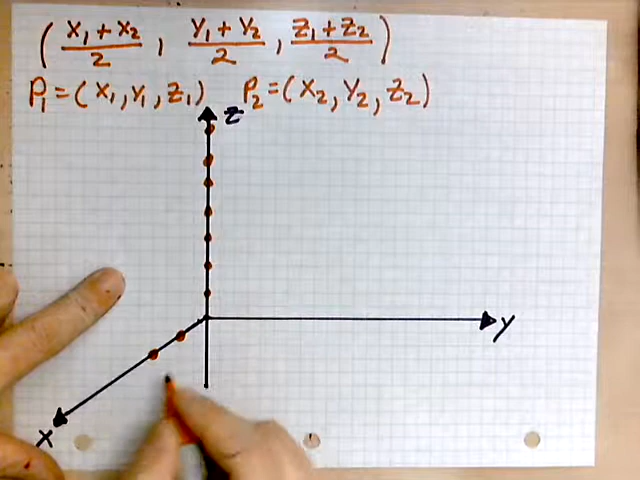 (x₁+x₂/2, y₁+y₂/2, z₁+z₂/2)
P₁=(x₁,y₁,z₁) P₂=(x₂,y₂,z₂)
z
y
x